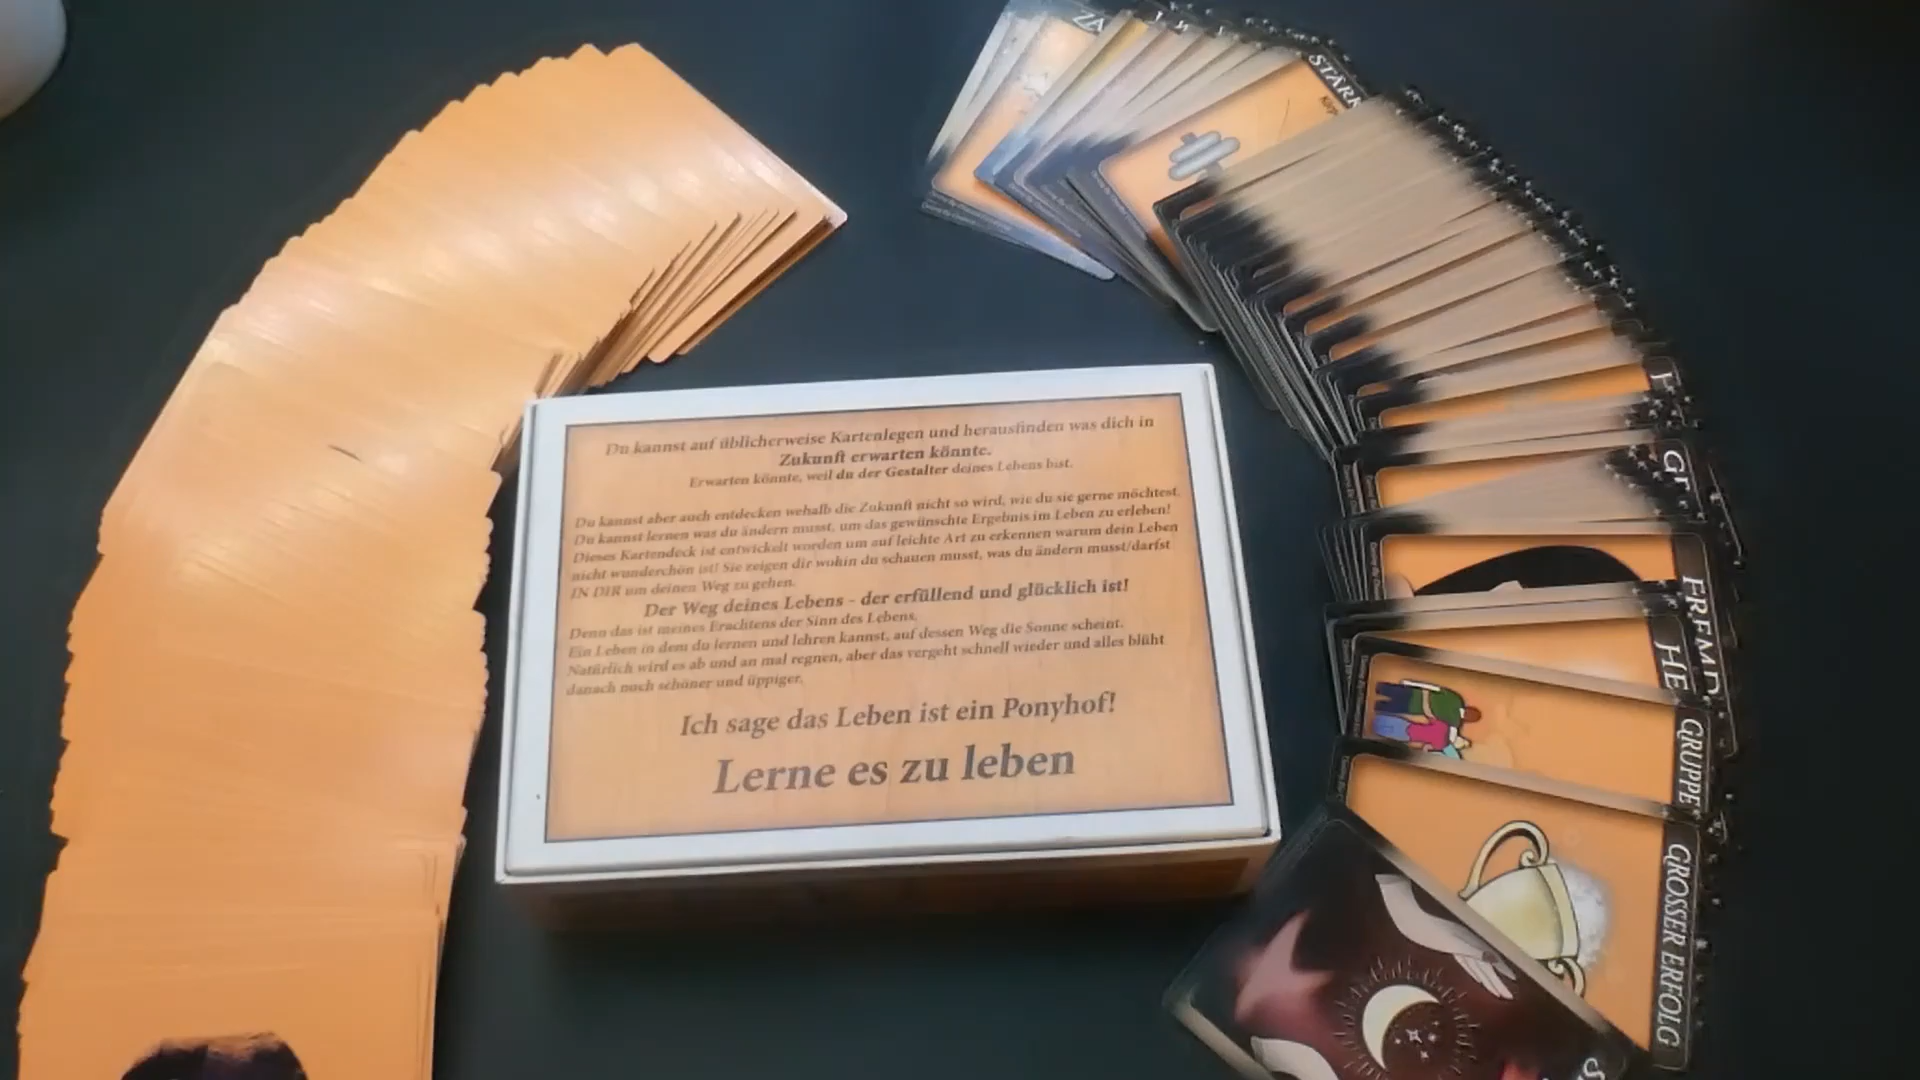 Du kannst auf üblicherweise Kartenlegen und herausfinden was dich in
Zukunft erwarten könnte.
Erwarten könnte, weil du der Gestalter deines Lebens bist.
Du kannst aber auch entdecken wehalb die Zukunft nicht so wird, wie du sie gerne möchtest.
Du kannst lernen was du ändern musst, um das gewünschte Ergebnis im Leben zu erleben!
Dieses Kartendeck ist entwickelt worden um auf leichte Art zu erkennen warum dein Leben
nicht wunderschön ist! Sie zeigen dir wohin du schauen musst, was du ändern musst/darfst
IN DIR um deinen Weg zu gehen.
Der Weg deines Lebens - der erfüllend und glücklich ist!
Denn das ist meines Erachtens der Sinn des Lebens.
Ein Leben in dem du lernen und lehren kannst, auf dessen Weg die Sonne scheint.
Natürlich wird es ab und an mal regnen, aber das vergeht schnell wieder und alles blüht
danach noch schöner und üppiger.
Ich sage das Leben ist ein Ponyhof!
Lerne es zu leben
STÄRK
FREMD
HE
GRUPPE
GROSSER ERFOLG